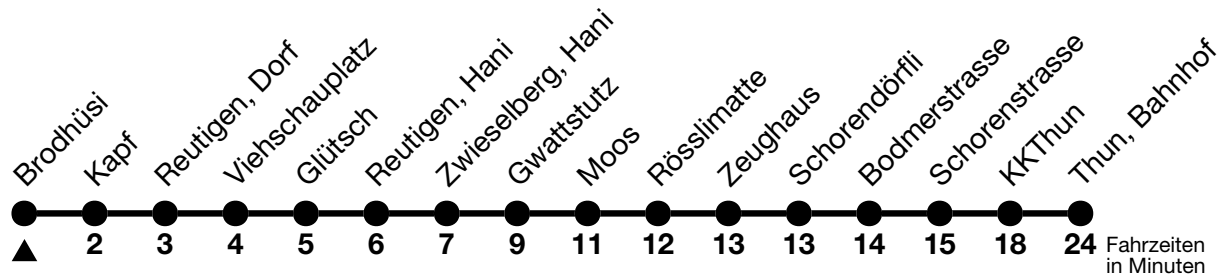 Brodhüsi
Kapf
Reutigen, Dorf
Viehschauplatz
Glütsch
Reutigen, Hani
Zwieselberg, Hani
Gwattstutz
Moos
Rösslimatte
Zeughaus
Schorendörfli
Bodmerstrasse
Schorenstrasse
KKThun
Thun, Bahnhof
2 3 4 5 6 7 9 11 12 13 13 14 15 18 24
Fahrzeiten
in Minuten